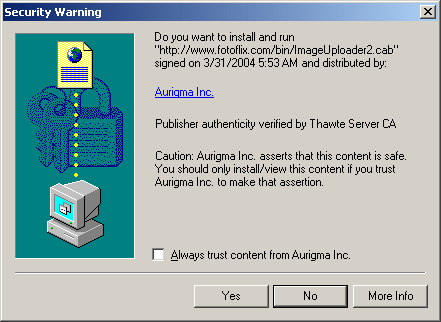 Security Warning
Do you want to install and run
"http://www.fotoflix.com/bin/ImageUploader2.cab"
signed on 3/31/2004 5:53 AM and distributed by:
Aurigma Inc.
Publisher authenticity verified by Thawte Server CA
Caution: Aurigma Inc. asserts that this content is safe.
You should only install/view this content if you trust
Aurigma Inc. to make that assertion.
Always trust content from Aurigma Inc.
Yes
No
More Info